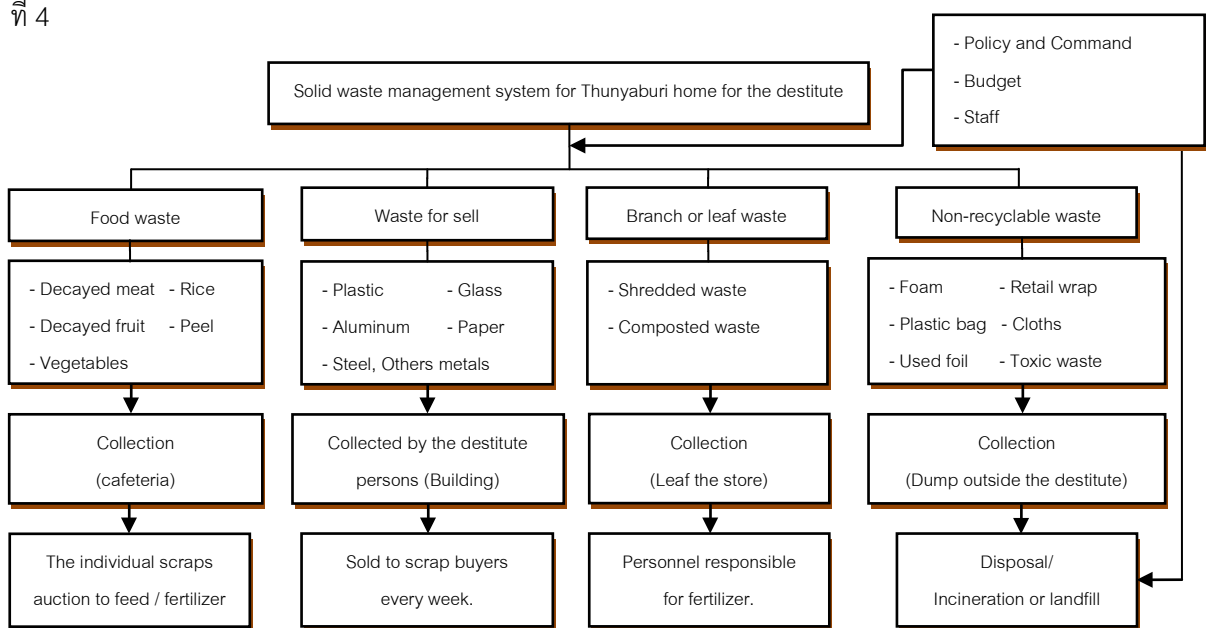 ที่ 4
- Policy and Command
- Budget
- Staff
Solid waste management system for Thunyaburi home for the destitute
Food waste
Waste for sell
Branch or leaf waste
Non-recyclable waste
- Decayed meat - Rice
- Decayed fruit - Peel
- Vegetables
- Plastic - Glass
- Aluminum - Paper
- Steel, Others metals
- Shredded waste
- Composted waste
- Foam - Retail wrap
- Plastic bag - Cloths
- Used foil - Toxic waste
Collection
(cafeteria)
Collected by the destitute
persons (Building)
Collection
(Leaf the store)
Collection
(Dump outside the destitute)
The individual scraps
auction to feed / fertilizer
Sold to scrap buyers
every week.
Personnel responsible
for fertilizer.
Disposal/
Incineration or landfill